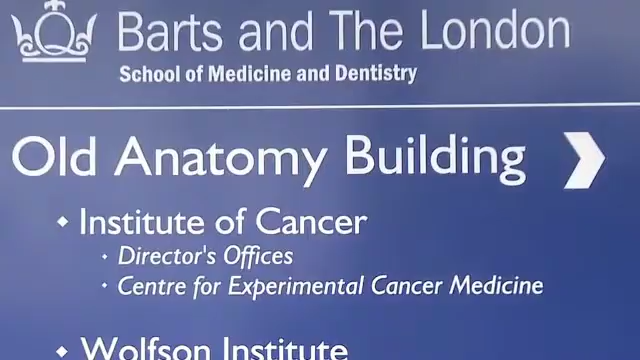 Barts and The London
School of Medicine and Dentistry
Old Anatomy Building
Institute of Cancer
Director's Offices
Centre for Experimental Cancer Medicine
Wolfson Institute